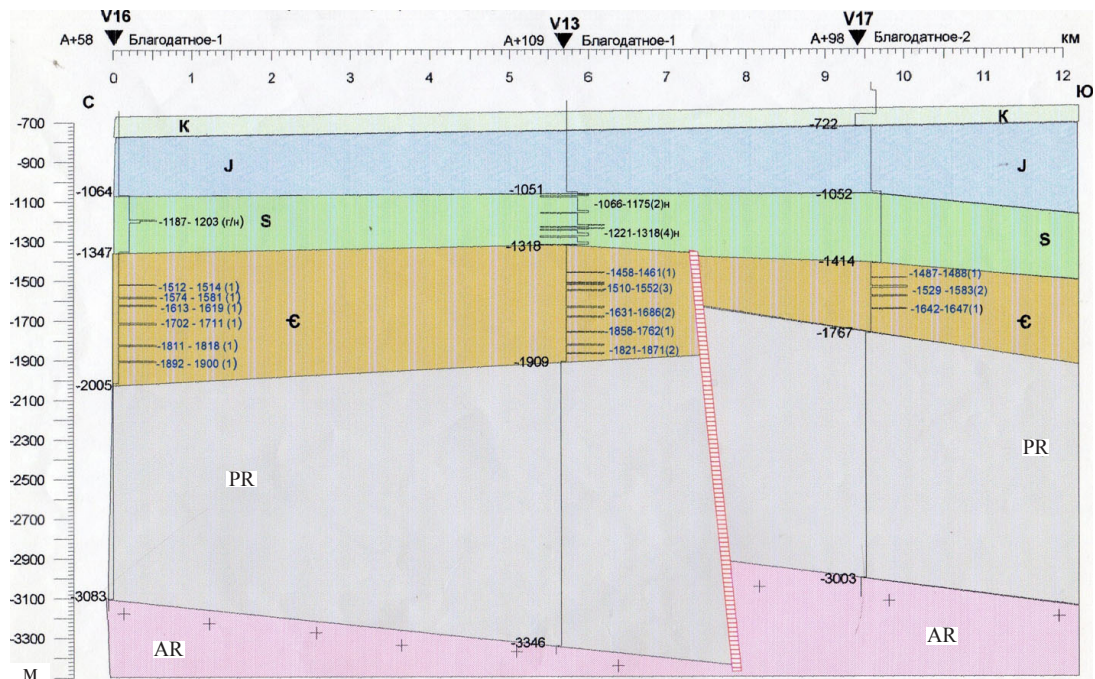 V16
V13
V17
А+58
Благодатное-1
А+109
Благодатное-1
А+98
Благодатное-2
км
0 1 2 3 4 5 6 7 8 9 10 11 12
С
Ю
-700
-900
-1100
-1300
-1500
-1700
-1900
-2100
-2300
-2500
-2700
-2900
-3100
-3300
М
К
К
-722
J
J
-1064
-1051
-1052
-1187- 1203 (г/н)
S
-1066-1175(2)н
-1221-1318(4)н
S
-1347
-1318
-1414
-1512 - 1514 (1)
-1574 - 1581 (1)
-1613 - 1619 (1)
-1702 - 1711 (1)
-1811 - 1818 (1)
-1892 - 1900 (1)
Є
-1458-1461(1)
-1510-1552(3)
-1631-1686(2)
-1858-1762(1)
-1821-1871(2)
-1487-1488(1)
-1529 - 1583(2)
-1642-1647(1)
Є
-1767
-2005
-1909
PR
PR
-3083
-3346
-3003
AR
AR